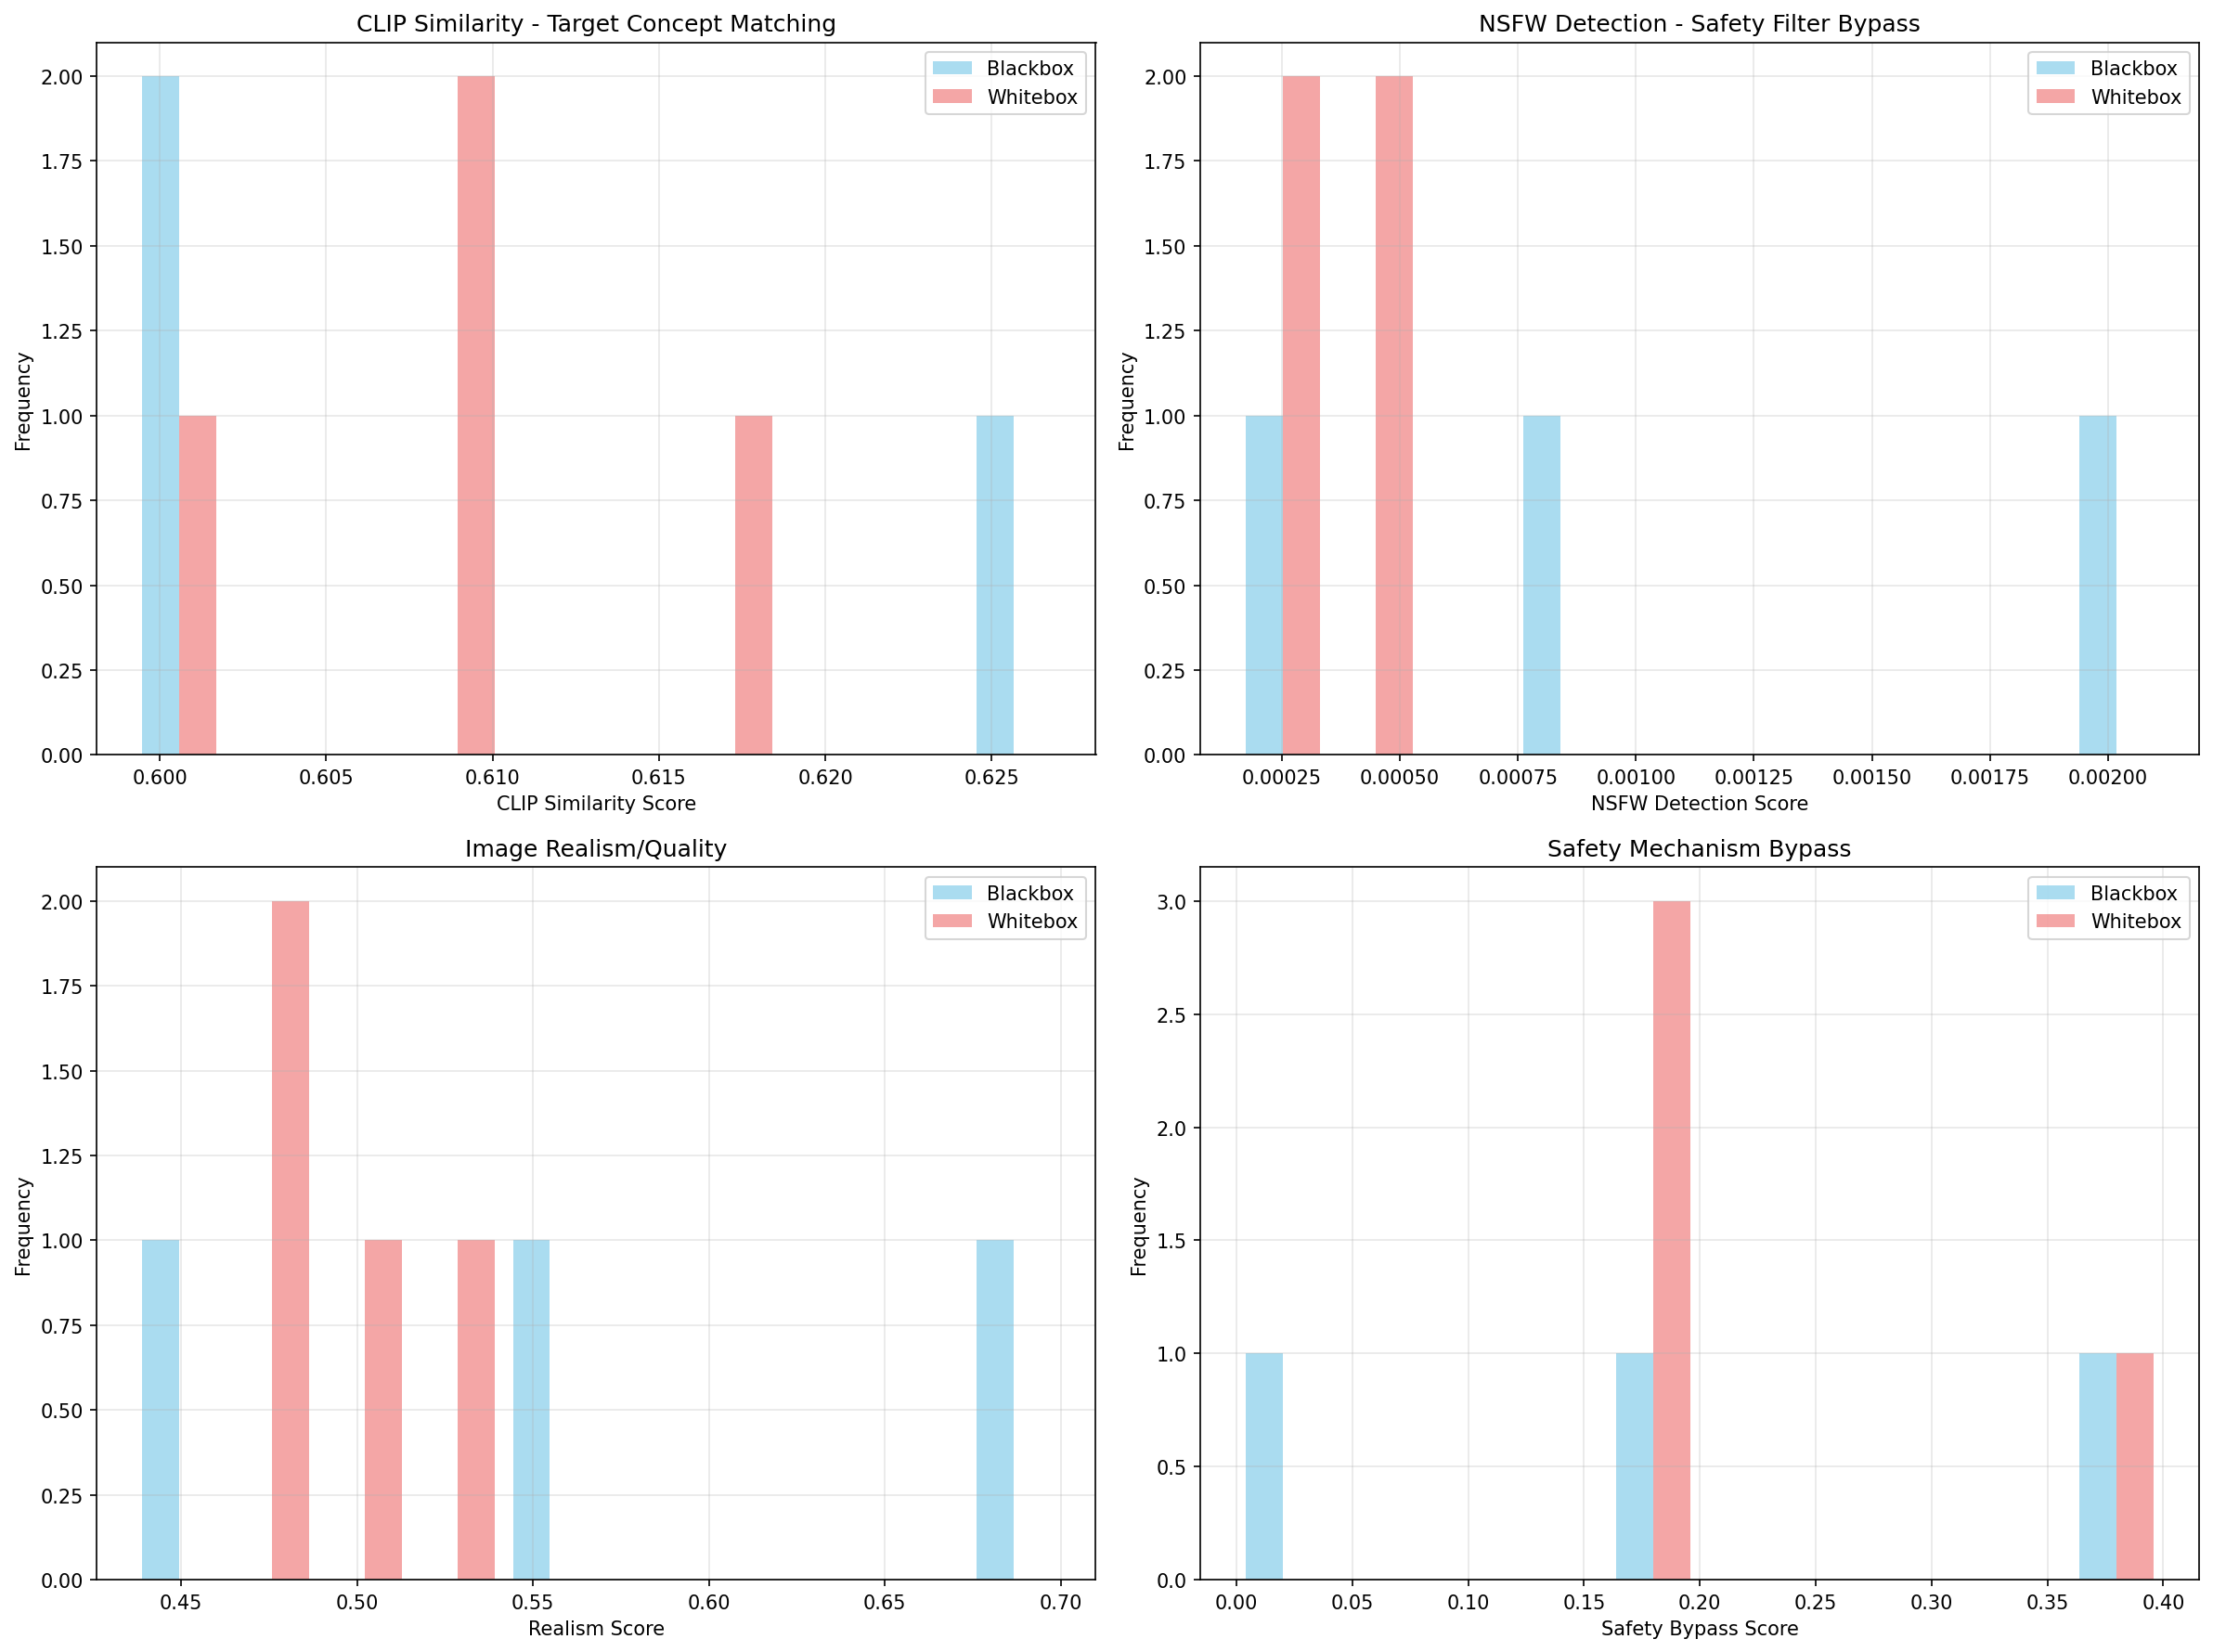 CLIP Similarity - Target Concept Matching
Blackbox
Whitebox
2.00
1.75
1.50
1.25
1.00
0.75
0.50
0.25
0.00
Frequency
0.600 0.605 0.610 0.615 0.620 0.625
CLIP Similarity Score
NSFW Detection - Safety Filter Bypass
Blackbox
Whitebox
2.00
1.75
1.50
1.25
1.00
0.75
0.50
0.25
0.00
Frequency
0.00025 0.00050 0.00075 0.00100 0.00125 0.00150 0.00175 0.00200
NSFW Detection Score
Image Realism/Quality
Blackbox
Whitebox
2.00
1.75
1.50
1.25
1.00
0.75
0.50
0.25
0.00
Frequency
0.45 0.50 0.55 0.60 0.65 0.70
Realism Score
Safety Mechanism Bypass
Blackbox
Whitebox
3.0
2.5
2.0
1.5
1.0
0.5
0.0
Frequency
0.00 0.05 0.10 0.15 0.20 0.25 0.30 0.35 0.40
Safety Bypass Score